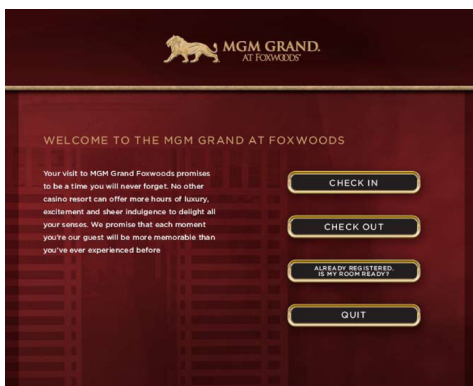 MGM GRAND.
AT FOXWOODS®
WELCOME TO THE MGM GRAND AT FOXWOODS
Your visit to MGM Grand Foxwoods promises
to be a time you will never forget. No other
casino resort can offer more hours of luxury,
excitement and sheer indulgence to delight all
your senses. We promise that each moment
you're our guest will be more memorable than
you've ever experienced before
CHECK IN
CHECK OUT
ALREADY REGISTERED.
IS MY ROOM READY?
QUIT